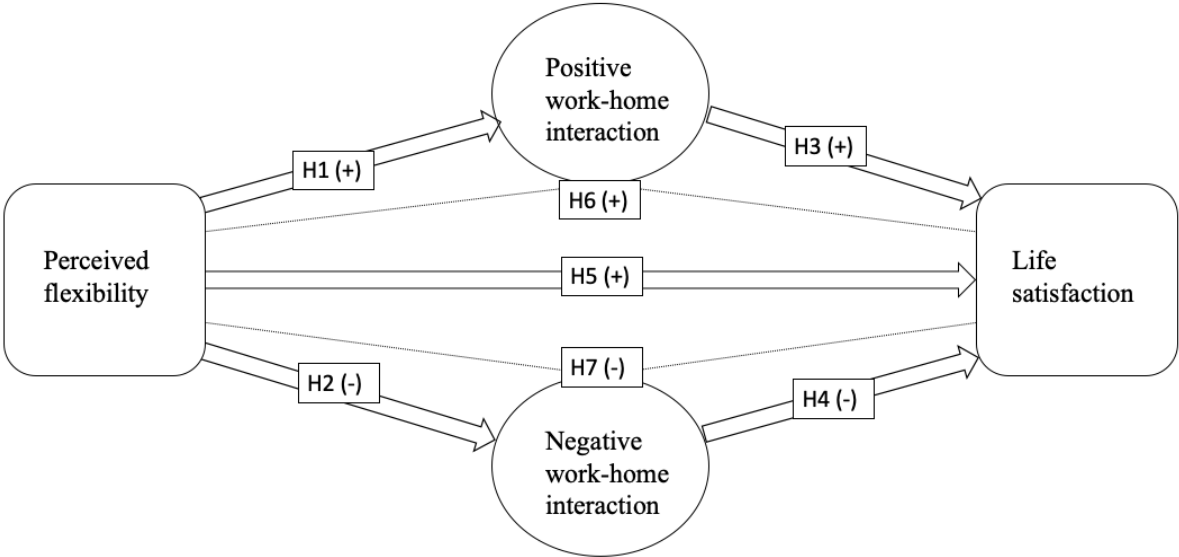 Positive
work-home
interaction
H1 (+)
H3 (+)
H6 (+)
Perceived
flexibility
H5 (+)
Life
satisfaction
H7 (-)
H2 (-)
H4 (-)
Negative
work-home
interaction